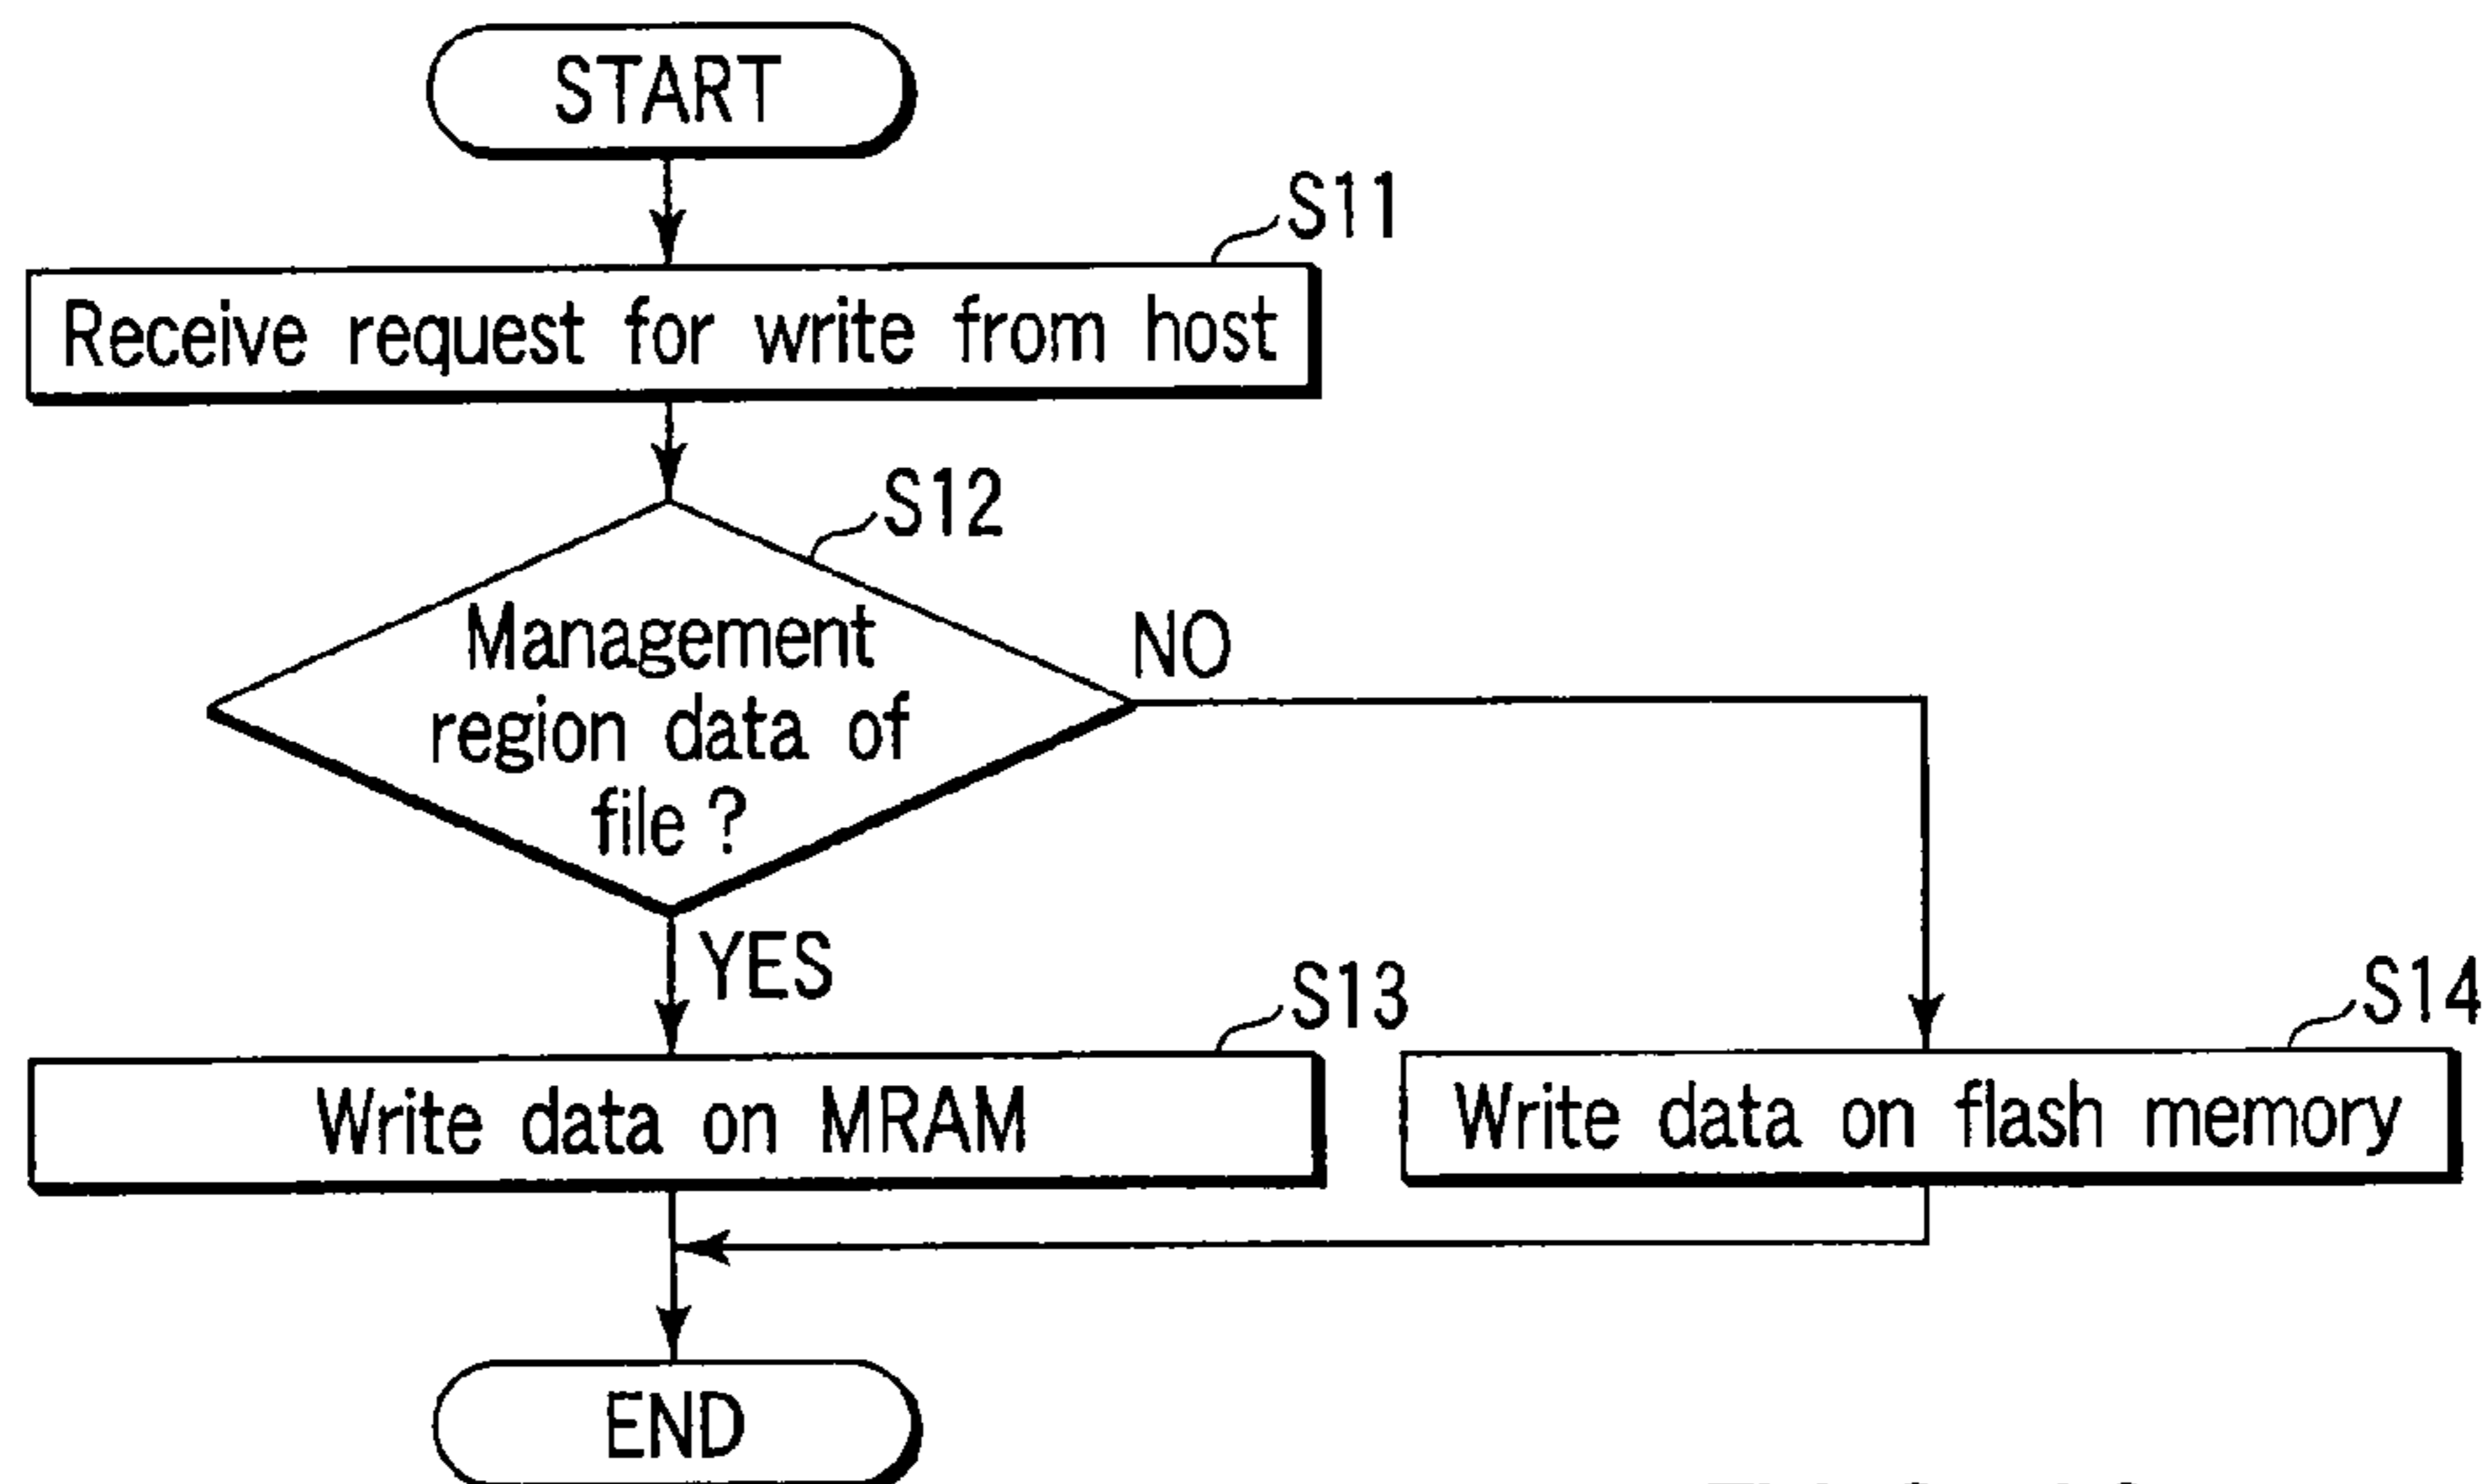 START
S11
Receive request for write from host
S12
Management
region data of
file ?
NO
YES
S13
Write data on MRAM
S14
Write data on flash memory
END